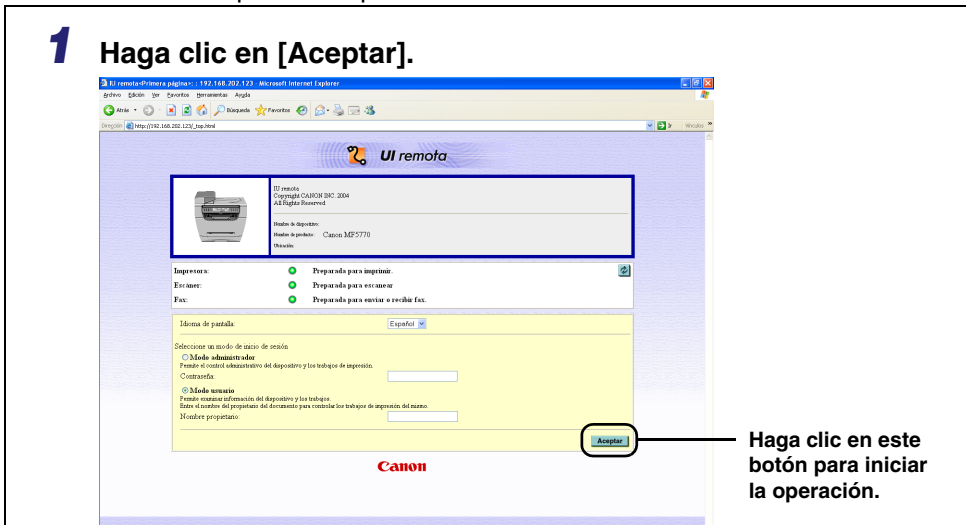 1 Haga clic en [Aceptar].
IU remota<Primera página>: : 192.168.202.123 - Microsoft Internet Explorer
Archivo Edición Ver Favoritos Herramientas Ayuda
Atrás Búsqueda Favoritos
Dirección http://192.168.202.123/_top.html Ir Vínculos
UI remota
IU remota
Copyright CANON INC. 2004
All Rights Reserved
Nombre de dispositivo:
Nombre de producto: Canon MF5770
Ubicación:
Impresora: Preparada para imprimir.
Escáner: Preparada para escanear
Fax: Preparada para enviar o recibir fax.
Idioma de pantalla: Español
Seleccione un modo de inicio de sesión
Modo administrador
Permite el control administrativo del dispositivo y los trabajos de impresión.
Contraseña:
Modo usuario
Permite examinar información del dispositivo y los trabajos.
Entre el nombre del propietario del documento para controlar los trabajos de impresión del mismo.
Nombre propietario:
Aceptar
Canon
Haga clic en este
botón para iniciar
la operación.